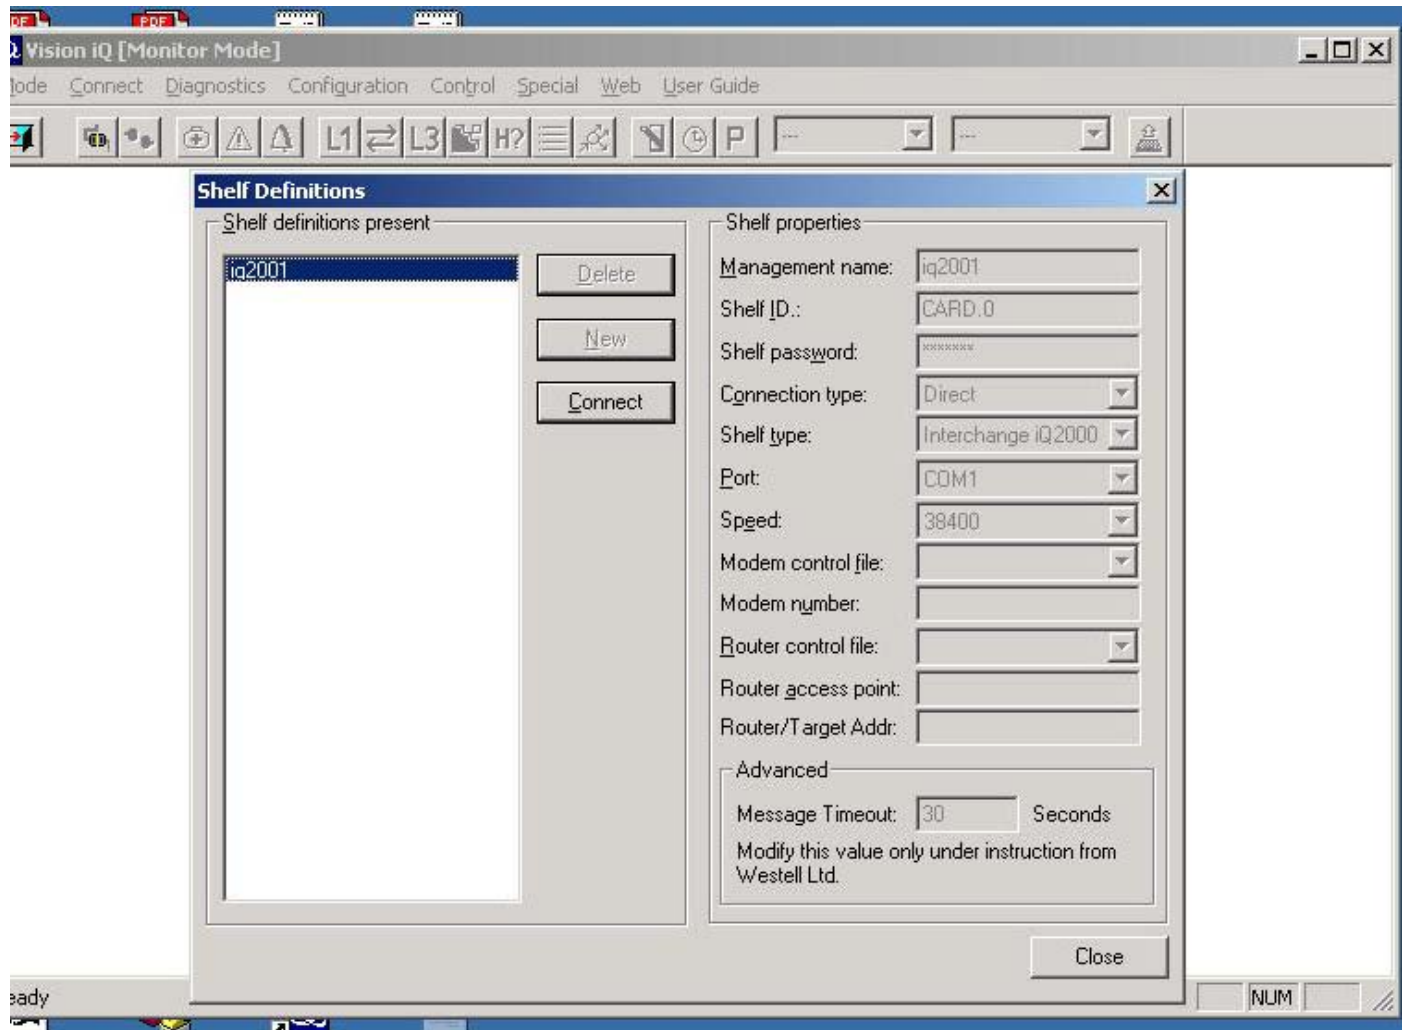 PDF
PDF
Vision iQ [Monitor Mode]
Connect Diagnostics Configuration Control Special Web User Guide
L1 L3 H? P --- ---
Shelf Definitions
Shelf definitions present
iq2001
Delete
New
Connect
Shelf properties
Management name: iq2001
Shelf ID.: CARD.0
Shelf password: *******
Connection type: Direct
Shelf type: Interchange iQ2000
Port: COM1
Speed: 38400
Modem control file:
Modem number:
Router control file:
Router access point:
Router/Target Addr:
Advanced
Message Timeout: 30 Seconds
Modify this value only under instruction from
Westell Ltd.
Close
eady NUM